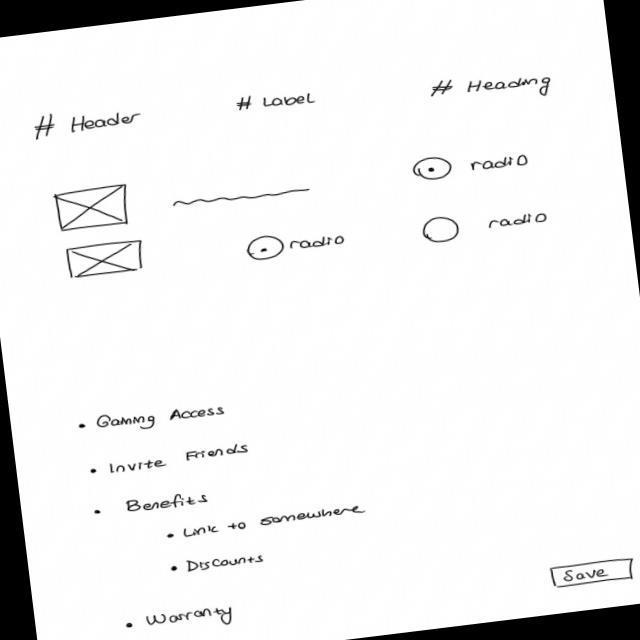 # Header
# Label
# Heading
radio
radio
radio
• Gaming Access
• Invite Friends
• Benefits
• Link to somewhere
• Discounts
• Warranty
Save